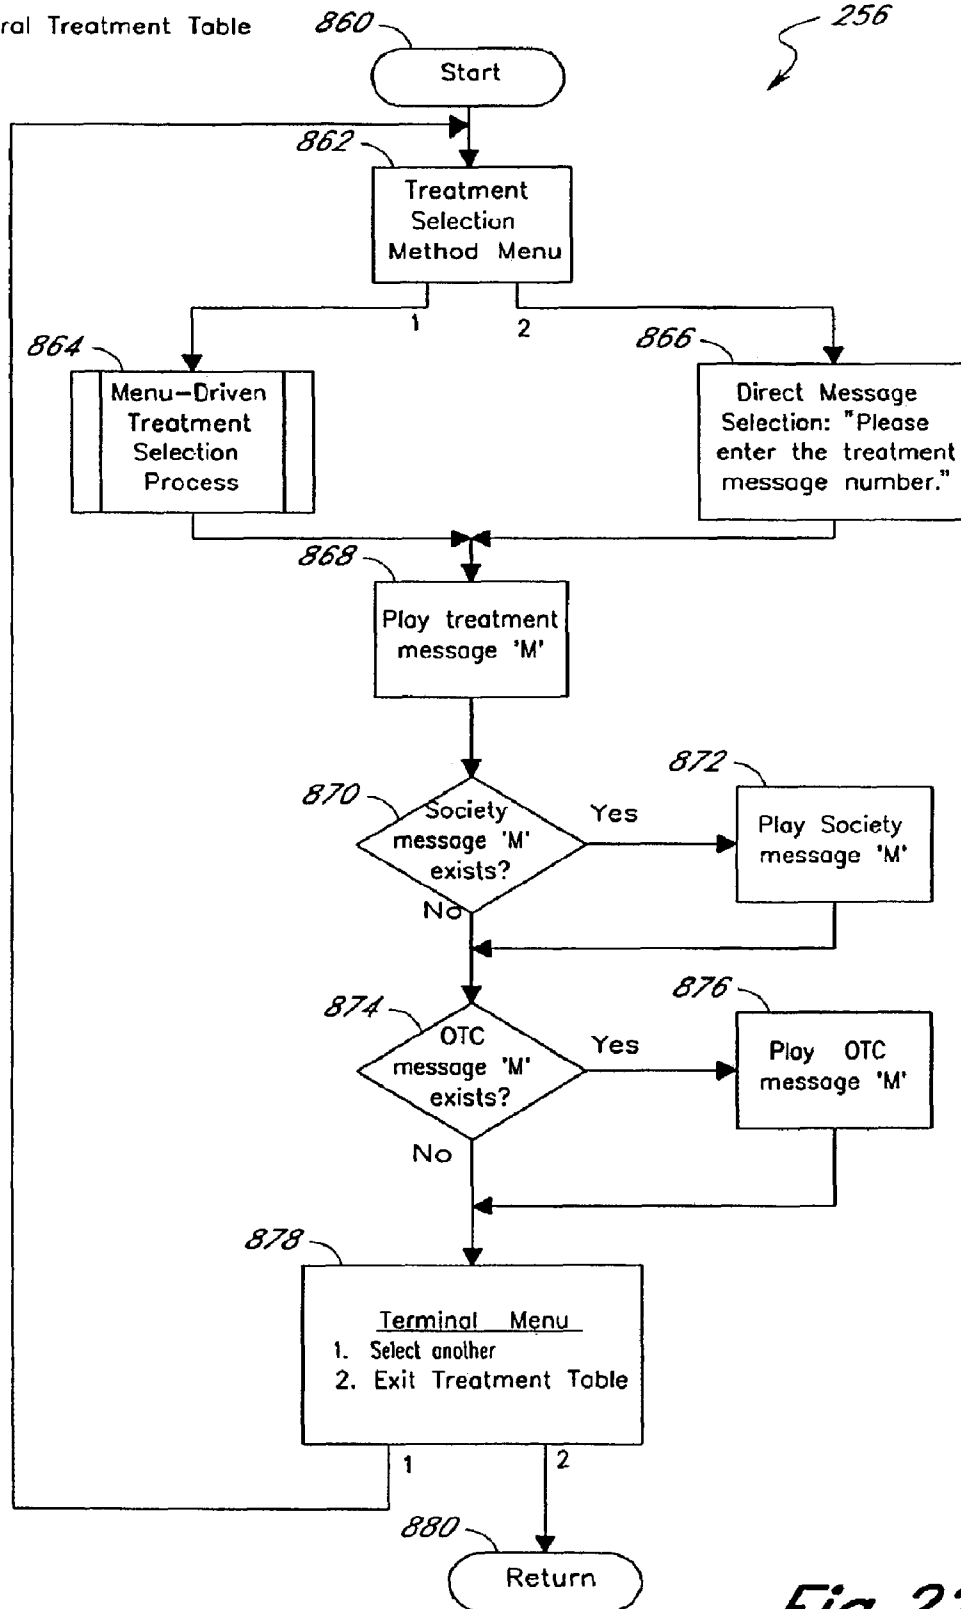 Treatment Table
860
256
Start
862
Treatment
Selection
Method Menu
1
2
864
866
Menu-Driven
Treatment
Selection
Process
Direct Message
Selection: "Please
enter the treatment
message number."
868
Play treatment
message 'M'
870
Society
message 'M'
exists?
Yes
No
872
Play Society
message 'M'
874
OTC
message 'M'
exists?
Yes
No
876
Play OTC
message 'M'
878
Terminal Menu
1. Select another
2. Exit Treatment Table
1
2
880
Return
Fig.